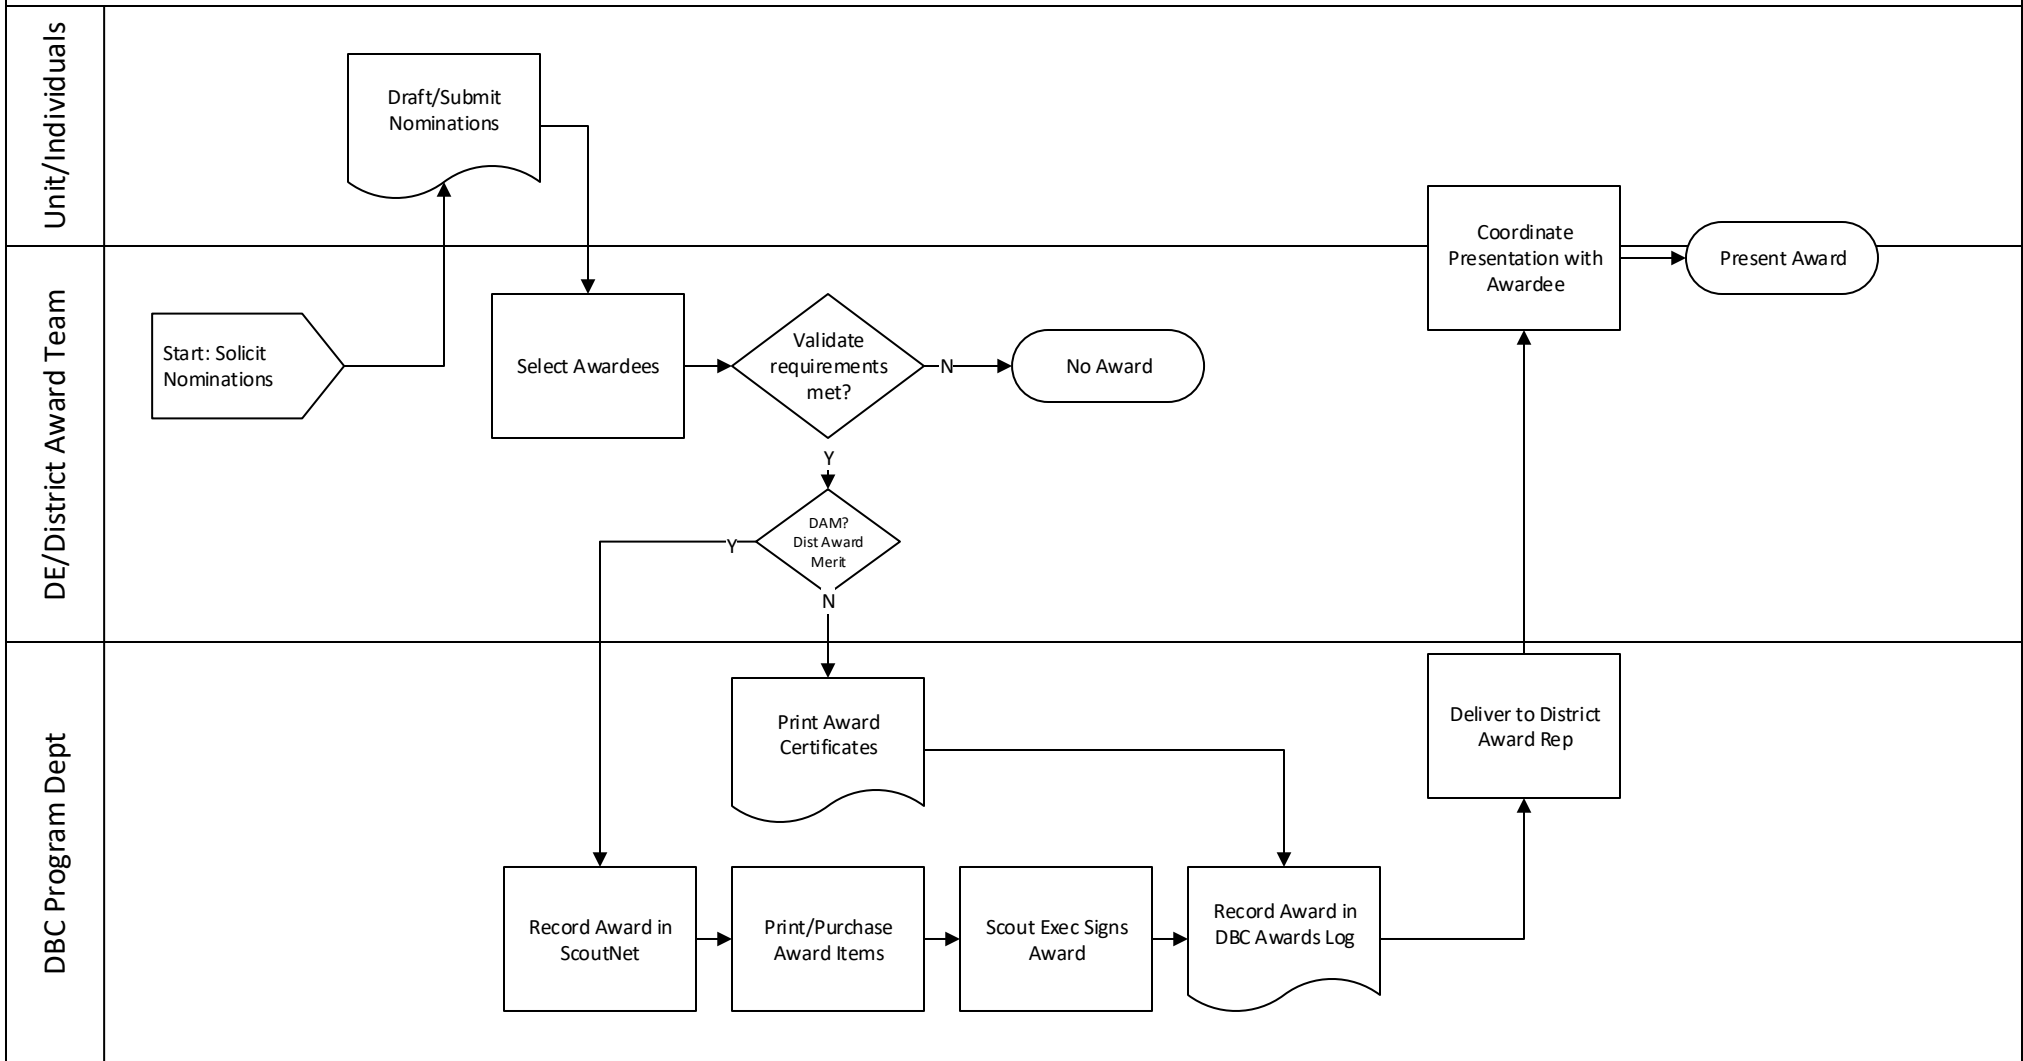 Unit/Individuals
Draft/Submit
Nominations
Coordinate
Presentation with
Awardee
Present Award
DE/District Award Team
Start: Solicit
Nominations
Select Awardees
Validate
requirements
met?
N
No Award
Y
DAM?
Dist Award
Merit
Y
N
DBC Program Dept
Print Award
Certificates
Deliver to District
Award Rep
Record Award in
ScoutNet
Print/Purchase
Award Items
Scout Exec Signs
Award
Record Award in
DBC Awards Log